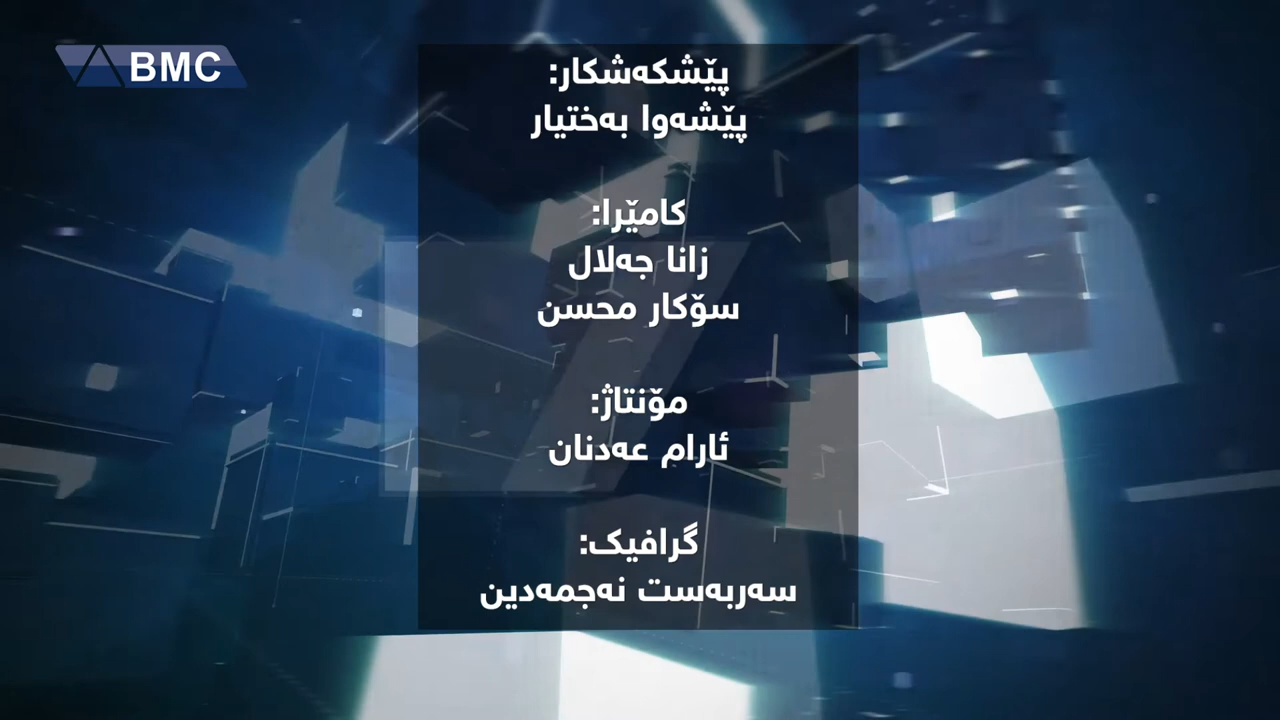 BMC
پێشکەشکار:
پێشەوا بەختیار
کامێرا:
زانا جەلال
سۆکار محسن
مۆنتاژ:
ئارام عەدنان
گرافیک:
سەربەست نەجمەدین